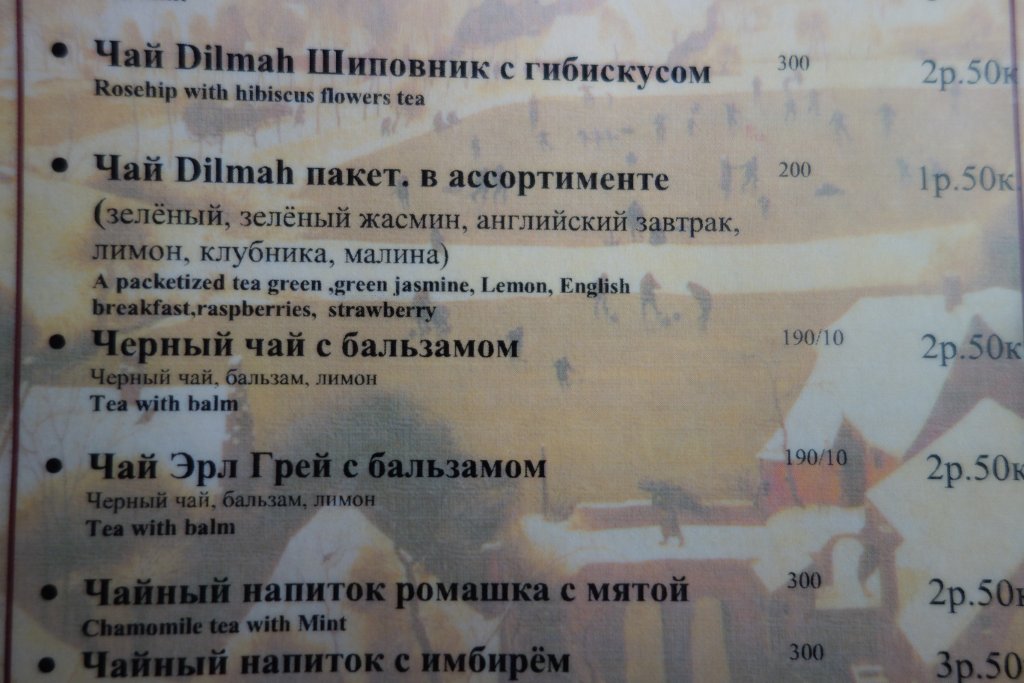 • Чай Dilmah Шиповник с гибискусом 300 2р.50к
Rosehip with hibiscus flowers tea
• Чай Dilmah пакет. в ассортименте 200 1р.50к.
(зелёный, зелёный жасмин, английский завтрак,
лимон, клубника, малина)
A packetized tea green ,green jasmine, Lemon, English
breakfast,raspberries, strawberry
• Черный чай с бальзамом 190/10 2р.50к
Черный чай, бальзам, лимон
Tea with balm
• Чай Эрл Грей с бальзамом 190/10 2р.50к
Черный чай, бальзам, лимон
Tea with balm
• Чайный напиток ромашка с мятой 300 2р.50
Chamomile tea with Mint
• Чайный напиток с имбирём 300 3р.50